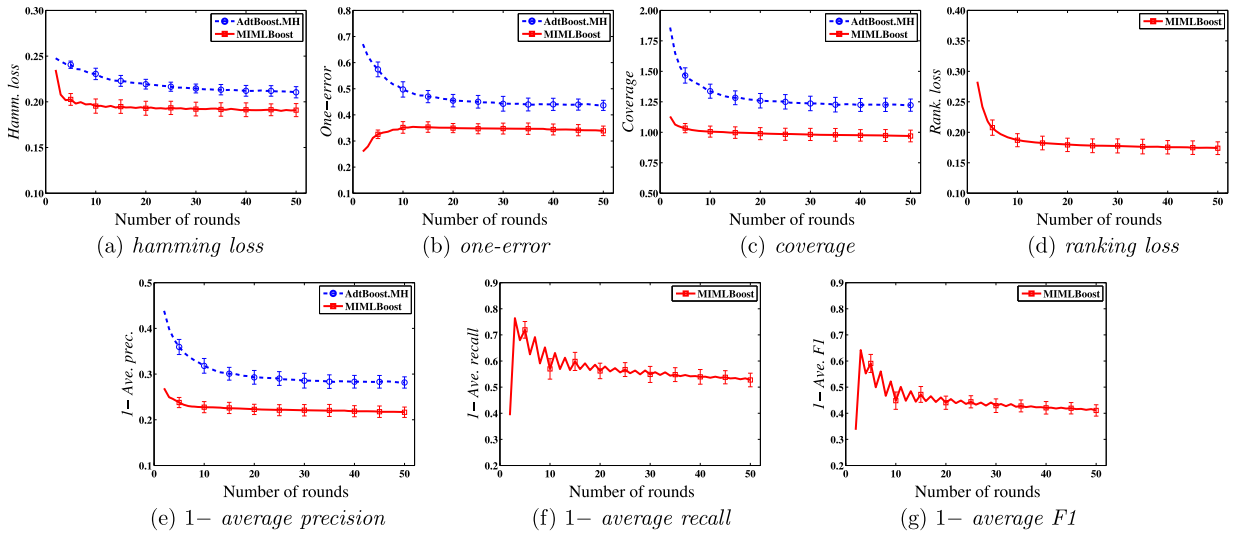 0.30
0.25
0.20
0.15
0.10
0 10 20 30 40 50
Hamm. loss
Number of rounds
AdtBoost.MH
MIMLBoost
(a) hamming loss
0.8
0.7
0.6
0.5
0.4
0.3
0.2
0.1
0 10 20 30 40 50
One−error
Number of rounds
AdtBoost.MH
MIMLBoost
(b) one-error
2.00
1.75
1.50
1.25
1.00
0.75
0.50
0 10 20 30 40 50
Coverage
Number of rounds
AdtBoost.MH
MIMLBoost
(c) coverage
0.40
0.35
0.30
0.25
0.20
0.15
0.10
0 10 20 30 40 50
Rank. loss
Number of rounds
MIMLBoost
(d) ranking loss
0.5
0.4
0.3
0.2
0.1
0 10 20 30 40 50
1− Ave. prec.
Number of rounds
AdtBoost.MH
MIMLBoost
(e) 1− average precision
0.9
0.8
0.7
0.6
0.5
0.4
0.3
0.2
0 10 20 30 40 50
1− Ave. recall
Number of rounds
MIMLBoost
(f) 1− average recall
0.9
0.8
0.7
0.6
0.5
0.4
0.3
0.2
0 10 20 30 40 50
1− Ave. F1
Number of rounds
MIMLBoost
(g) 1− average F1